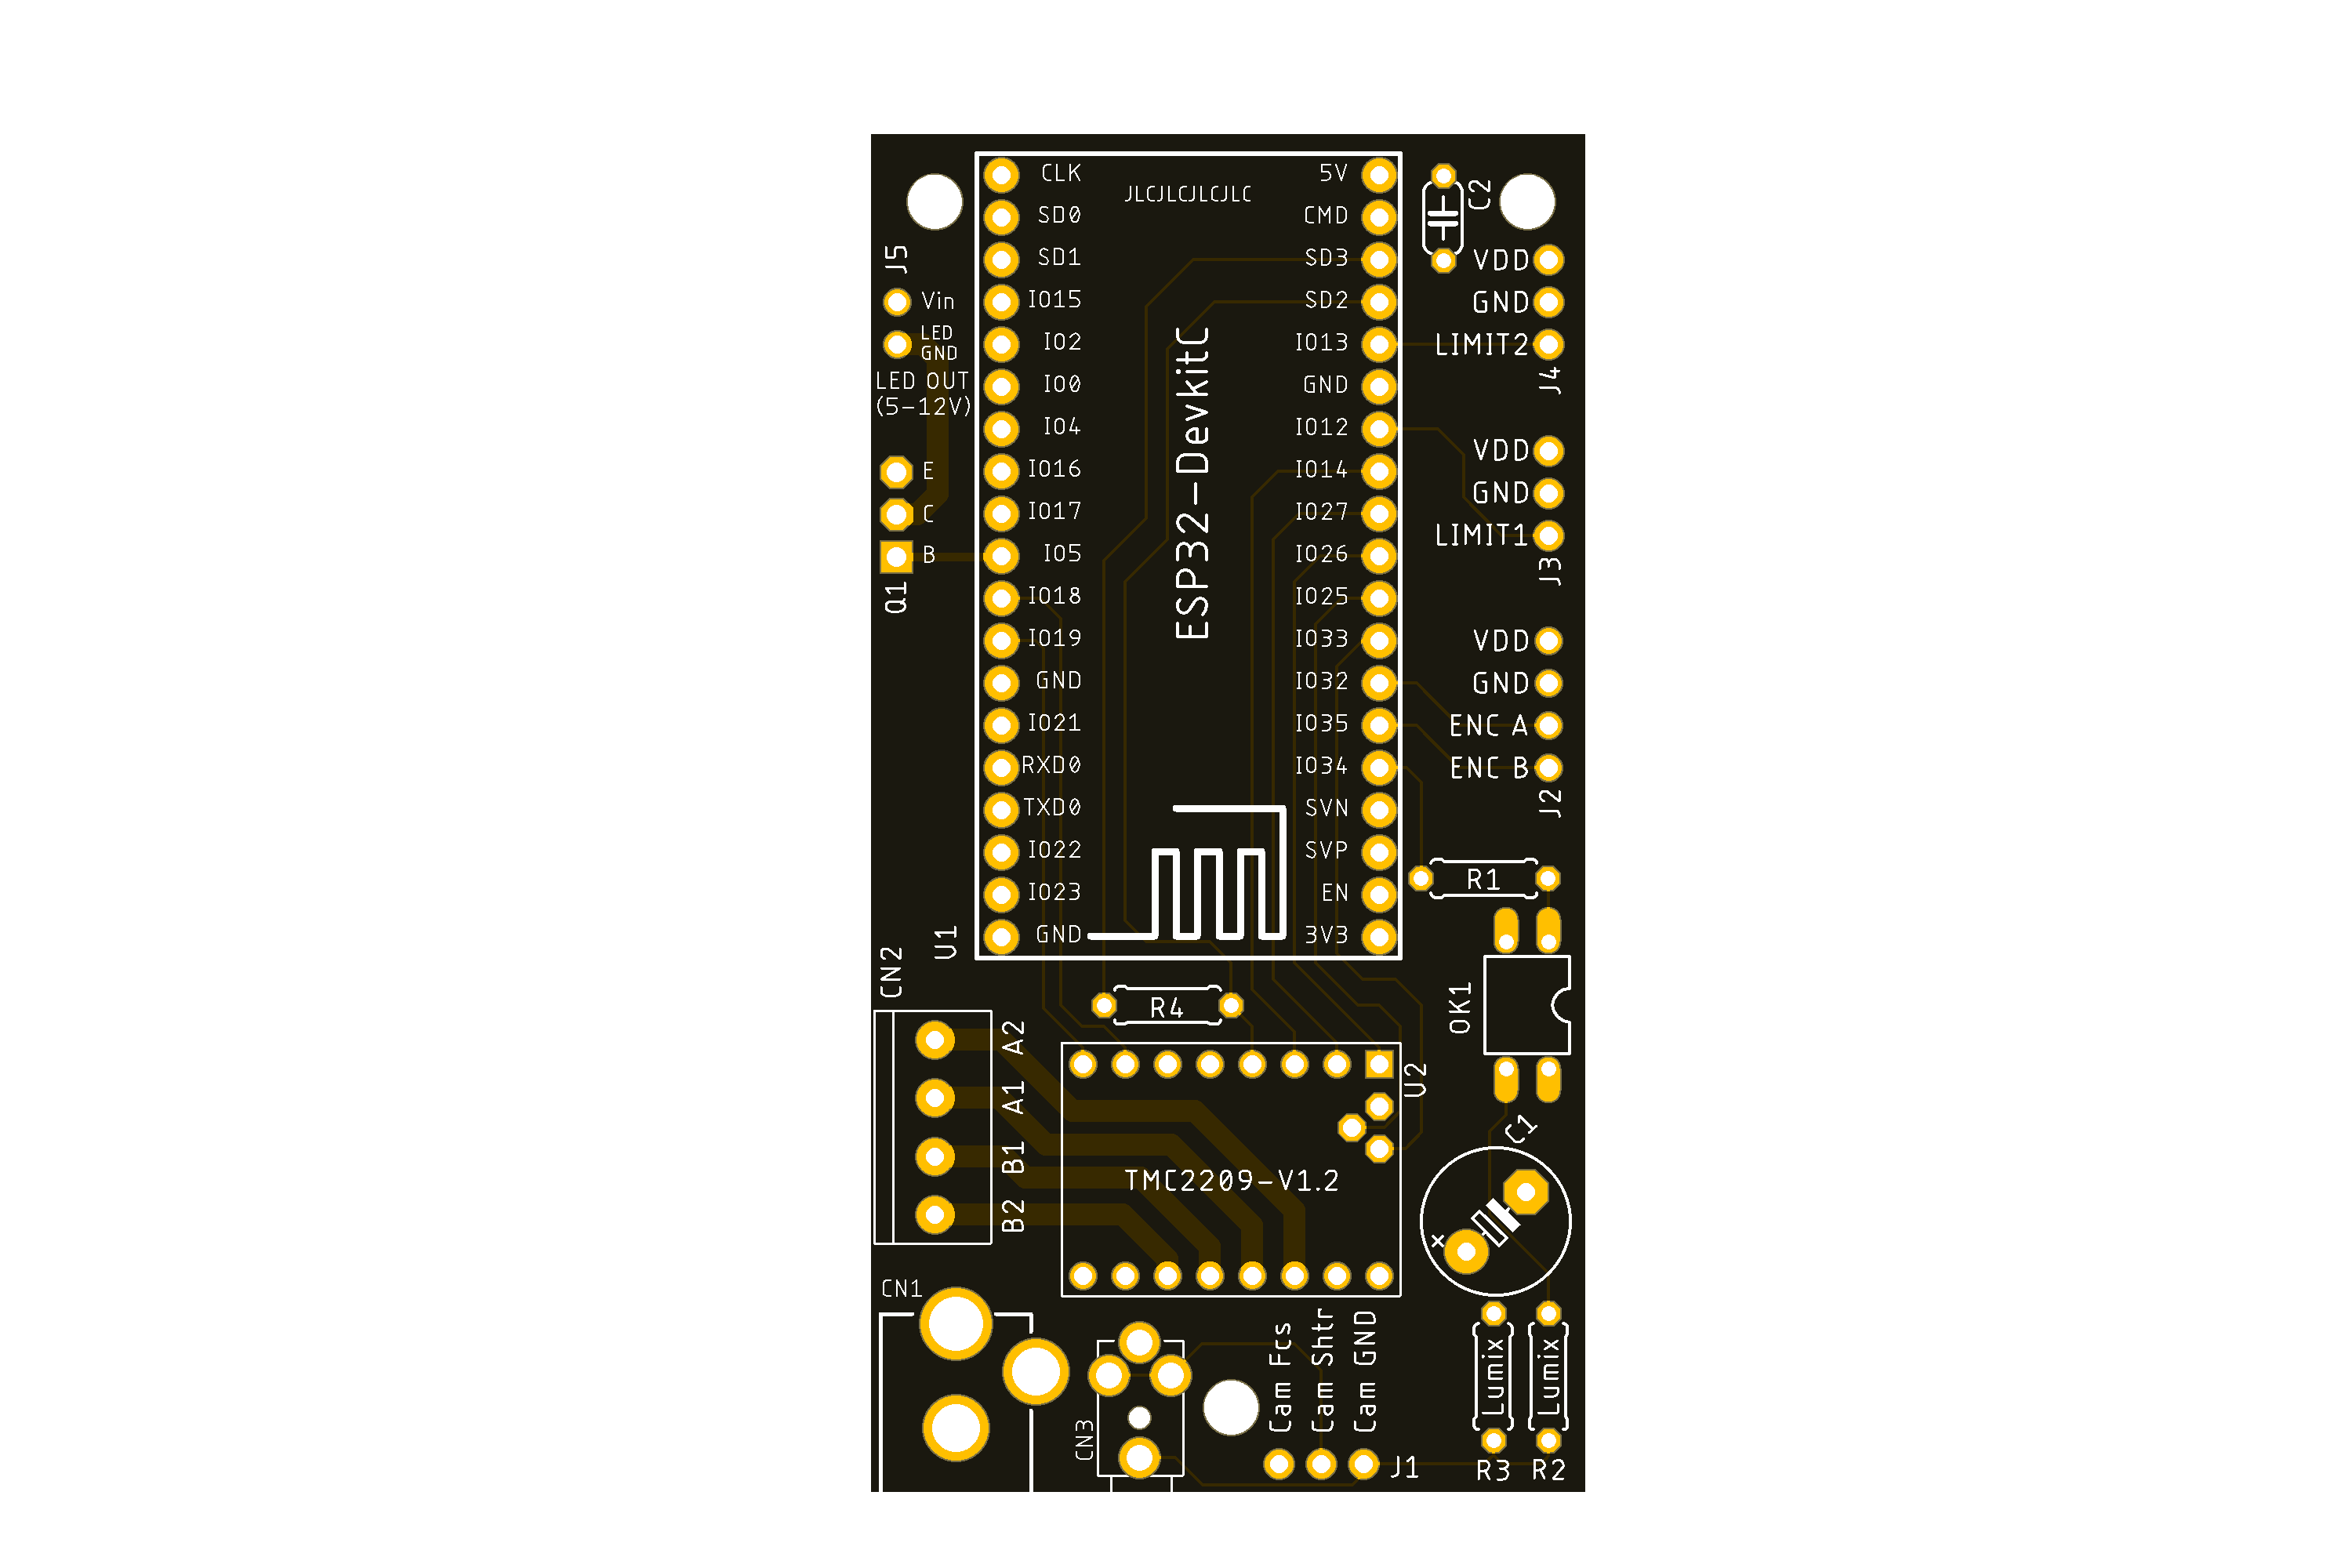 CLK
SD0
SD1
IO15
IO2
IO0
IO4
IO16
IO17
IO5
IO18
IO19
GND
IO21
RXD0
TXD0
IO22
IO23
GND
JLCJLCJLCJLC
ESP32-DevkitC
5V
CMD
SD3
SD2
IO13
GND
IO12
IO14
IO27
IO26
IO25
IO33
IO32
IO35
IO34
SVN
SVP
EN
3V3
U1
J5
Vin
LED
GND
LED OUT
(5-12V)
E
C
B
Q1
C2
VDD
GND
LIMIT2
J4
VDD
GND
LIMIT1
J3
VDD
GND
ENC A
ENC B
J2
R1
OK1
R4
CN2
A2
A1
B1
B2
U2
TMC2209-V1.2
C1
CN1
CN3
Cam Fcs
Cam Shtr
Cam GND
J1
Lumix
R3
Lumix
R2